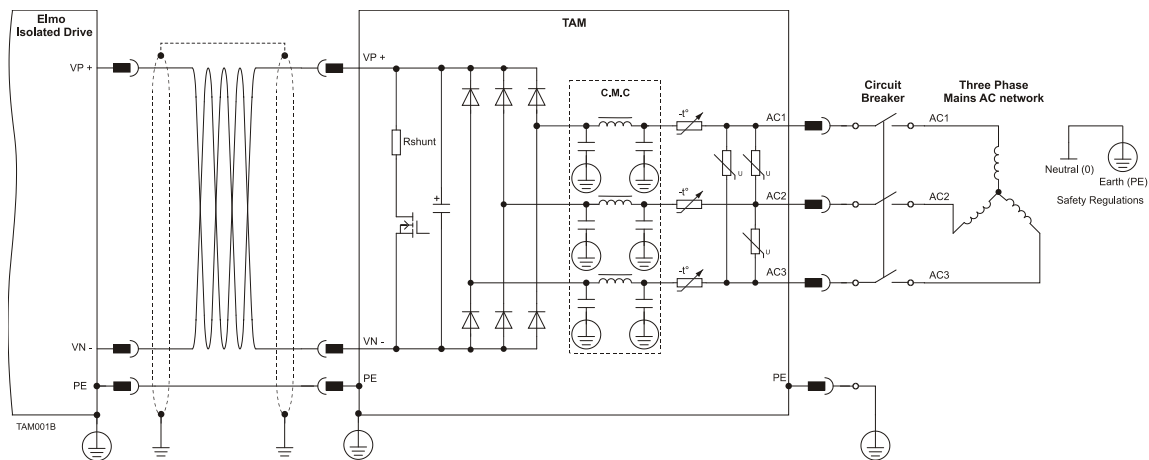 Elmo
Isolated Drive
TAM
VP +
VP +
C.M.C
Circuit
Breaker
Three Phase
Mains AC network
-t°
AC1
AC1
Rshunt
U
U
Neutral (0)
Earth (PE)
Safety Regulations
+
-t°
AC2
AC2
U
-t°
AC3
AC3
VN -
VN -
PE
PE
PE
TAM001B